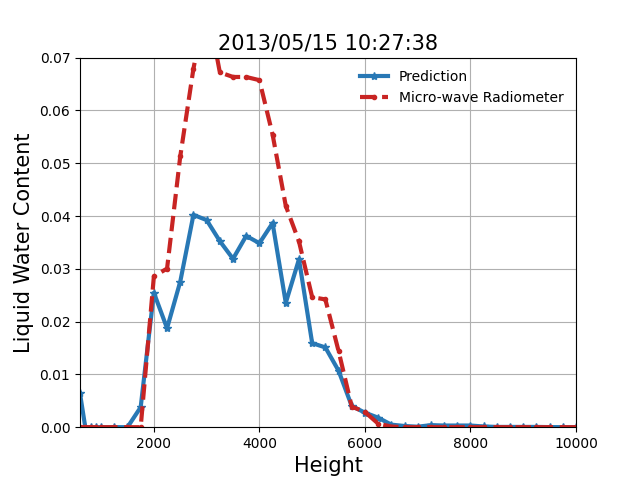 2013/05/15 10:27:38
Liquid Water Content
0.07
0.06
0.05
0.04
0.03
0.02
0.01
0.00
Prediction
Micro-wave Radiometer
2000 4000 6000 8000 10000
Height